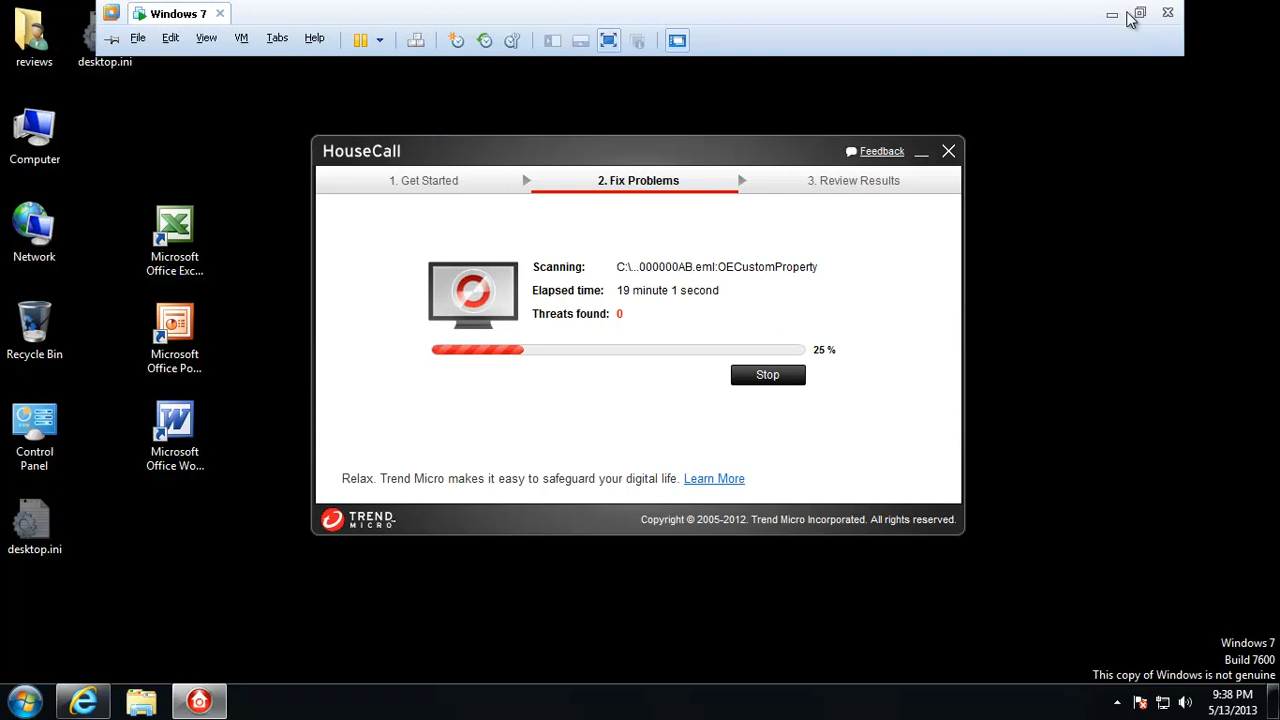 Windows 7
File Edit View VM Tabs Help
reviews
desktop.ini
Computer
Network
Recycle Bin
Control
Panel
desktop.ini
Microsoft
Office Exc...
Microsoft
Office Po...
Microsoft
Office Wo...
HouseCall
Feedback
1. Get Started
2. Fix Problems
3. Review Results
Scanning: C:\...000000AB.eml:OECustomProperty
Elapsed time: 19 minute 1 second
Threats found: 0
25 %
Stop
Relax. Trend Micro makes it easy to safeguard your digital life. Learn More
TREND
MICRO
Copyright © 2005-2012. Trend Micro Incorporated. All rights reserved.
Windows 7
Build 7600
This copy of Windows is not genuine
9:38 PM
5/13/2013